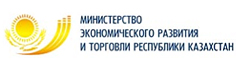 МИНИСТЕРСТВО
ЭКОНОМИЧЕСКОГО РАЗВИТИЯ
И ТОРГОВЛИ РЕСПУБЛИКИ КАЗАХСТАН